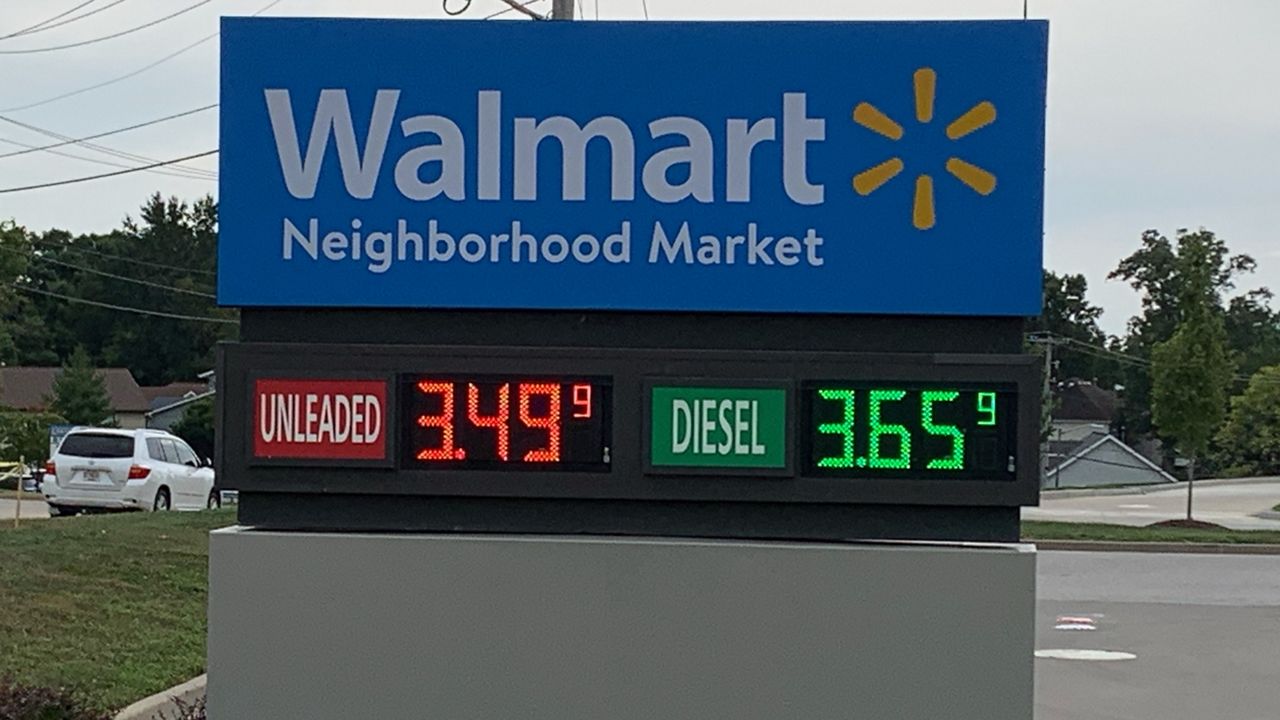 Walmart
Neighborhood Market
UNLEADED 3.49 9 DIESEL 3.65 9